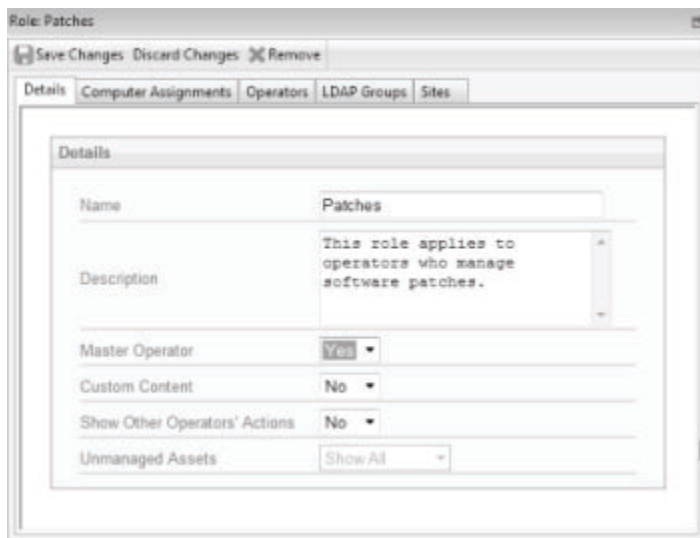 Role: Patches
Save Changes Discard Changes Remove
Details Computer Assignments Operators LDAP Groups Sites
Details
Name Patches
Description This role applies to
operators who manage
software patches.
Master Operator Yes
Custom Content No
Show Other Operators' Actions No
Unmanaged Assets Show All